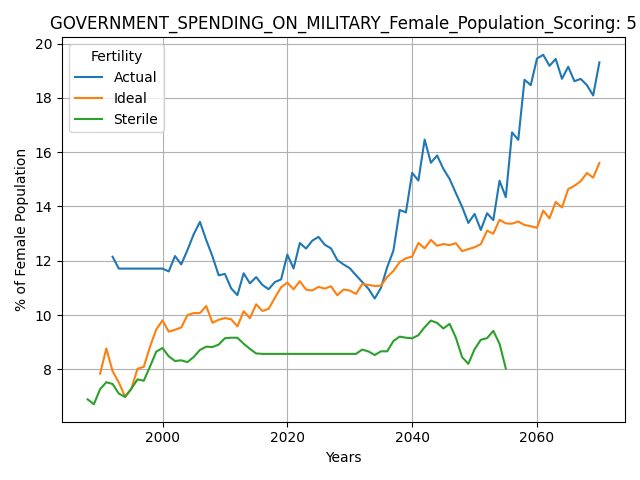 GOVERNMENT_SPENDING_ON_MILITARY_Female_Population_Scoring: 5
Fertility
Actual
Ideal
Sterile
% of Female Population
20
18
16
14
12
10
8
2000 2020 2040 2060
Years